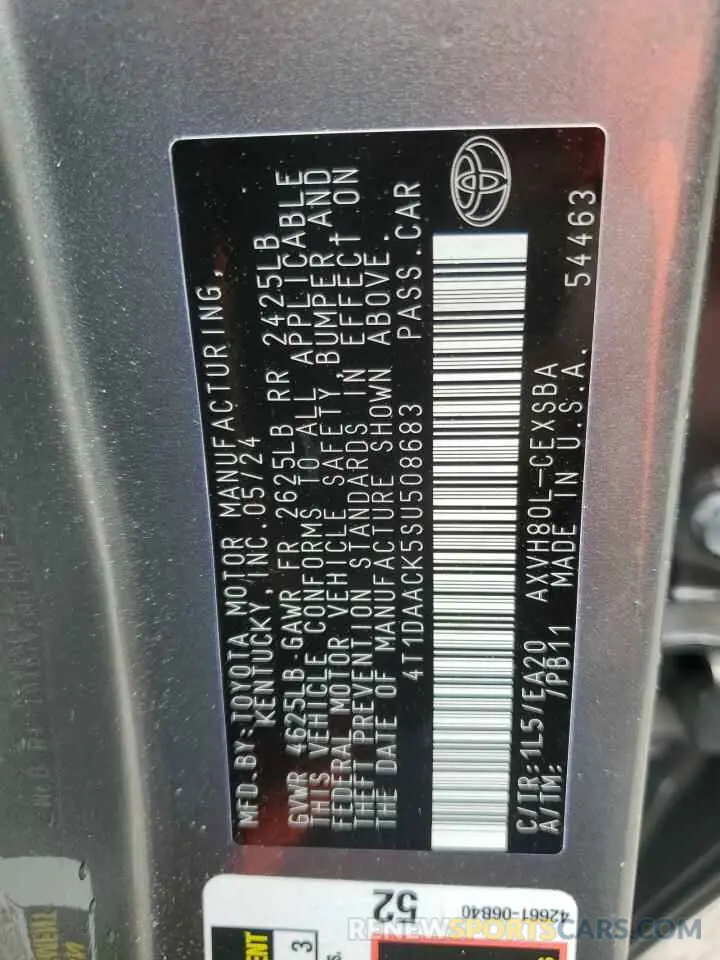 MFD.BY:TOYOTA MOTOR MANUFACTURING,
KENTUCKY, INC. 05/24
GVWR 4625LB GAWR FR 2625LB RR 2425LB
THIS VEHICLE CONFORMS TO ALL APPLICABLE
FEDERAL MOTOR VEHICLE SAFETY, BUMPER AND
THEFT PREVENTION STANDARDS IN EFFECT ON
THE DATE OF MANUFACTURE SHOWN ABOVE.
4T1DAACK5SU508683 PASS.CAR
C/TR:1L5/EA20 AXVH80L-CEXSBA
A/TM: /PB11 MADE IN U.S.A. 54463
52
42661-06B40
3
RENEWSPORTSCARS.COM